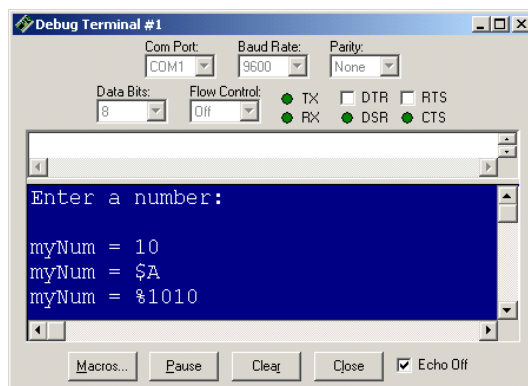 Debug Terminal #1
Com Port: Baud Rate: Parity:
COM1 9600 None
Data Bits: Flow Control: TX DTR RTS
8 Off RX DSR CTS
Enter a number:
myNum = 10
myNum = $A
myNum = %1010
Macros... Pause Clear Close Echo Off